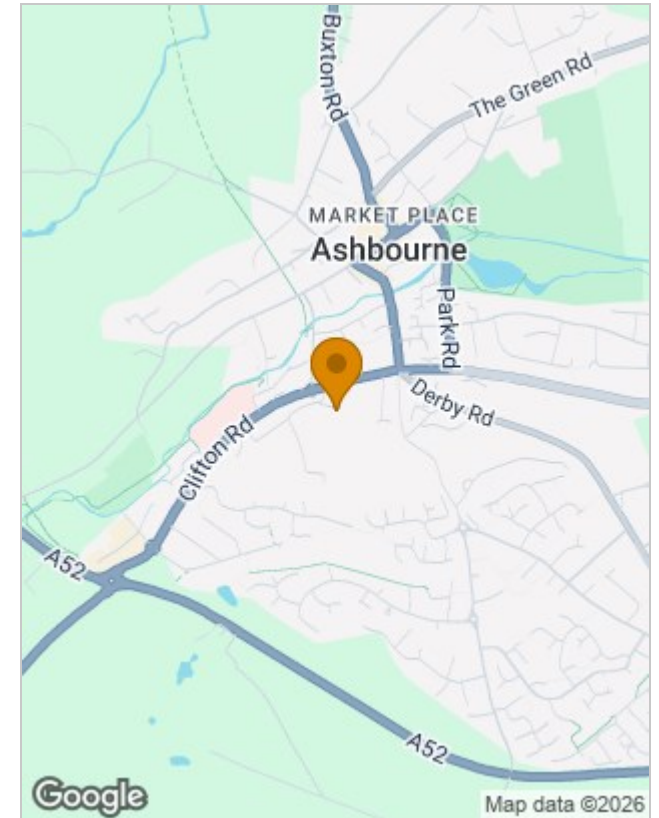 Buxton Rd
The Green Rd
MARKET PLACE
Ashbourne
Park Rd
Derby Rd
Clifton Rd
A52
A52
Google
Map data ©2026